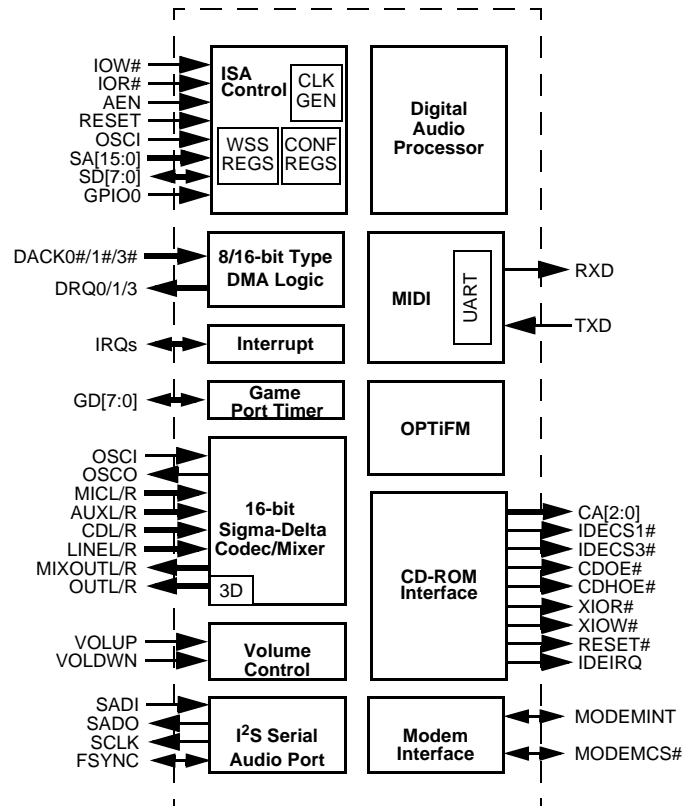 IOW#
IOR#
AEN
RESET
OSCI
SA[15:0]
SD[7:0]
GPIO0
ISA
Control
CLK
GEN
WSS
REGS
CONF
REGS
Digital
Audio
Processor
DACK0#/1#/3#
DRQ0/1/3
8/16-bit Type
DMA Logic
MIDI
UART
RXD
TXD
IRQs
Interrupt
GD[7:0]
Game
Port Timer
OPTiFM
OSCI
OSCO
MICL/R
AUXL/R
CDL/R
LINEL/R
MIXOUTL/R
OUTL/R
16-bit
Sigma-Delta
Codec/Mixer
3D
CD-ROM
Interface
CA[2:0]
IDECS1#
IDECS3#
CDOE#
CDHOE#
XIOR#
XIOW#
RESET#
IDEIRQ
VOLUP
VOLDWN
Volume
Control
SADI
SADO
SCLK
FSYNC
I²S Serial
Audio Port
Modem
Interface
MODEMINT
MODEMCS#